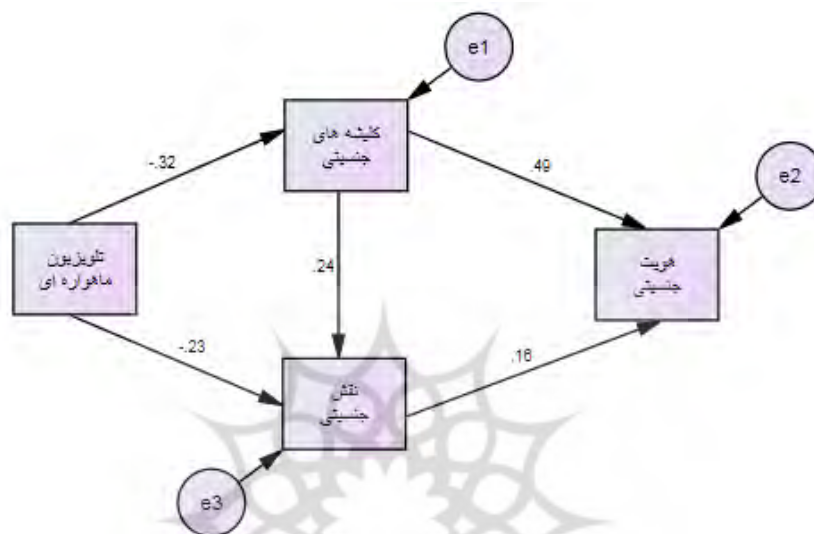 e1
کلیشه های
جنسیتی
-.32
.49
e2
تلویزیون
ماهواره ای
هویت
جنسیتی
.24
-.23
.16
نقش
جنسیتی
e3